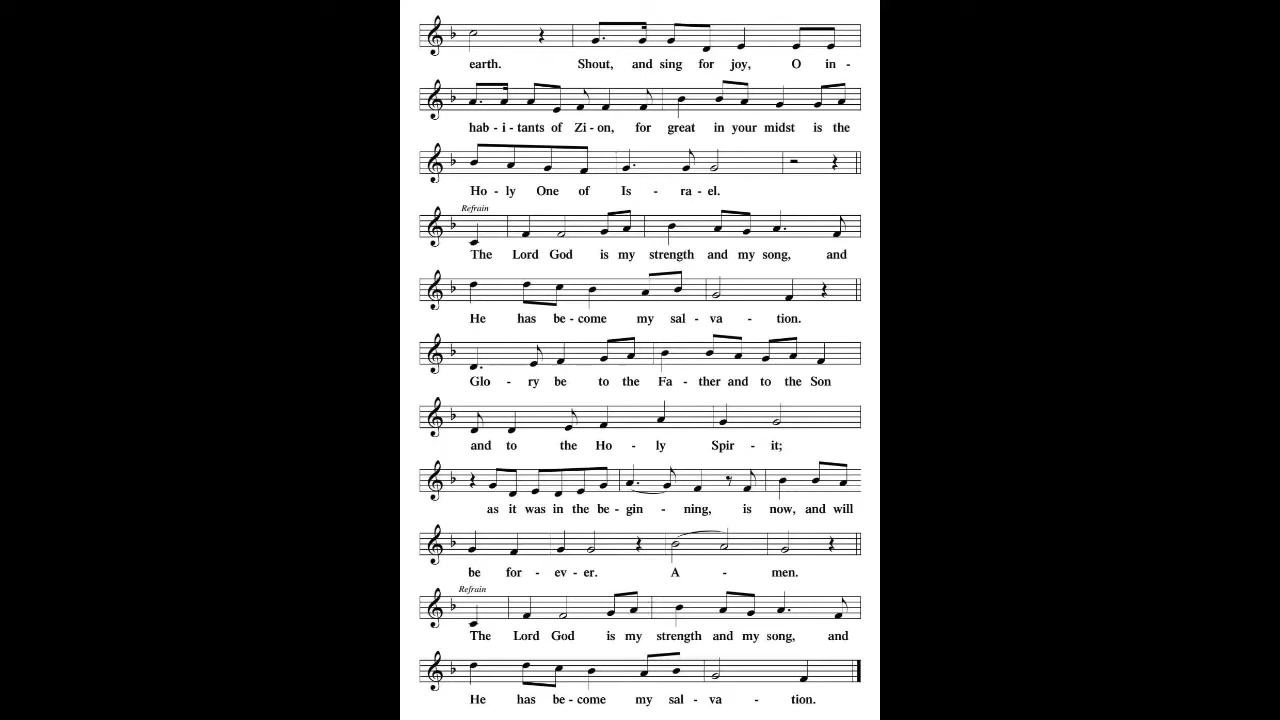 earth. Shout, and sing for joy, O in -
hab - i - tants of Zi - on, for great in your midst is the
Ho - ly One of Is - ra - el.
Refrain
The Lord God is my strength and my song, and
He has be - come my sal - va - tion.
Glo - ry be to the Fa - ther and to the Son
and to the Ho - ly Spir - it;
as it was in the be - gin - ning, is now, and will
be for - ev - er. A - men.
Refrain
The Lord God is my strength and my song, and
He has be - come my sal - va - tion.